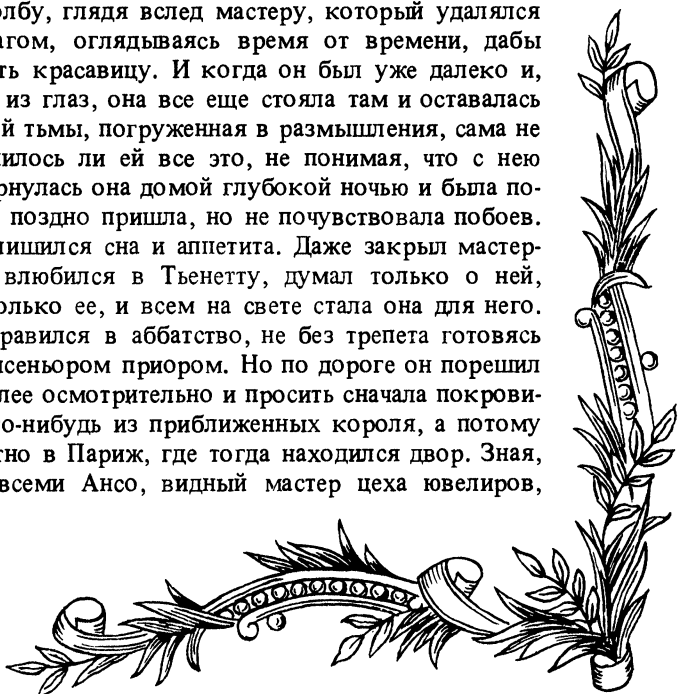 олбу, глядя вслед мастеру, который удалялся
агом, оглядываясь время от времени, дабы
ть красавицу. И когда он был уже далеко и,
из глаз, она все еще стояла там и оставалась
й тьмы, погруженная в размышления, сама не
илось ли ей все это, не понимая, что с нею
рнулась она домой глубокой ночью и была по-
поздно пришла, но не почувствовала побоев.
лишился сна и аппетита. Даже закрыл мастер-
влюбился в Тьенетту, думал только о ней,
олько ее, и всем на свете стала она для него.
равился в аббатство, не без трепета готовясь
нсеньором приором. Но по дороге он порешил
лее осмотрительно и просить сначала покрови-
о-нибудь из приближенных короля, а потому
тно в Париж, где тогда находился двор. Зная,
всеми Ансо, видный мастер цеха ювелиров,